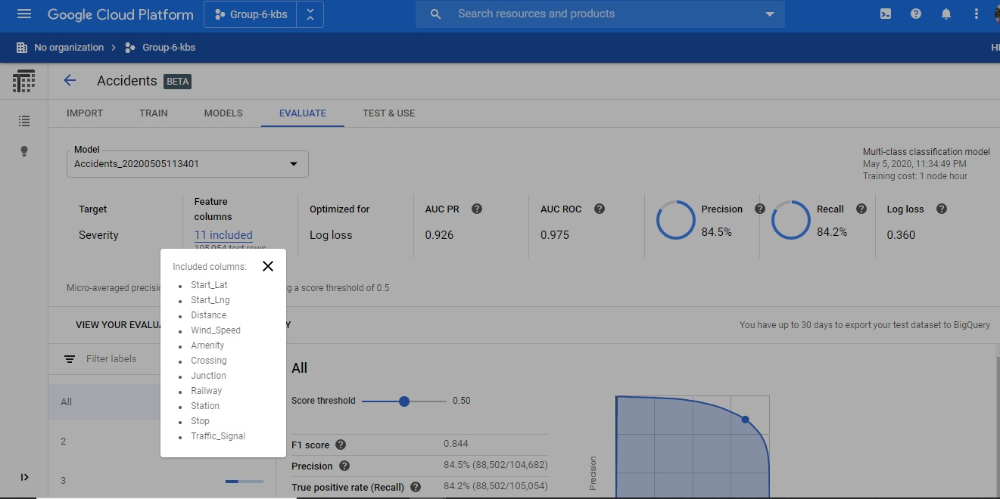 Google Cloud Platform
Group-6-kbs
Search resources and products
No organization
Group-6-kbs
Accidents BETA
IMPORT TRAIN MODELS EVALUATE TEST & USE
Model
Accidents_20200505113401
Multi-class classification model
May 5, 2020, 11:34:49 PM
Training cost: 1 node hour
Target
Severity
Feature
columns
11 included
105,054 test rows
Optimized for
Log loss
AUC PR
0.926
AUC ROC
0.975
Precision
84.5%
Recall
84.2%
Log loss
0.360
Included columns:
Start_Lat
Start_Lng
Distance
Wind_Speed
Amenity
Crossing
Junction
Railway
Station
Stop
Traffic_Signal
Micro-averaged a score threshold of 0.5
VIEW YOUR
You have up to 30 days to export your test dataset to BigQuery
Filter labels
All
2
3
All
Score threshold 0.50
F1 score 0.844
Precision 84.5% (88,502/104,682)
True positive rate (Recall) 84.2% (88,502/105,054)
Precision